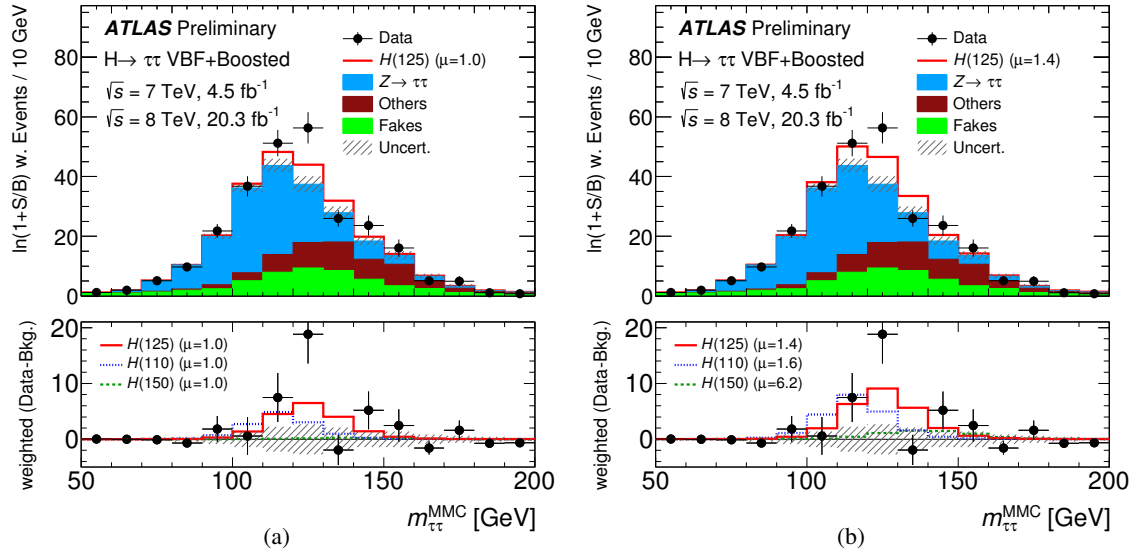 ATLAS Preliminary
H→ ττ VBF+Boosted
√s = 7 TeV, 4.5 fb⁻¹
√s = 8 TeV, 20.3 fb⁻¹
Data
H(125) (μ=1.0)
Z→ ττ
Others
Fakes
Uncert.
ln(1+S/B) w. Events / 10 GeV
80
60
40
20
0
weighted (Data-Bkg.)
20
10
0
H(125) (μ=1.0)
H(110) (μ=1.0)
H(150) (μ=1.0)
50 100 150 200
m_ττ^MMC [GeV]
(a)
ATLAS Preliminary
H→ ττ VBF+Boosted
√s = 7 TeV, 4.5 fb⁻¹
√s = 8 TeV, 20.3 fb⁻¹
Data
H(125) (μ=1.4)
Z→ ττ
Others
Fakes
Uncert.
ln(1+S/B) w. Events / 10 GeV
80
60
40
20
0
weighted (Data-Bkg.)
20
10
0
H(125) (μ=1.4)
H(110) (μ=1.6)
H(150) (μ=6.2)
50 100 150 200
m_ττ^MMC [GeV]
(b)